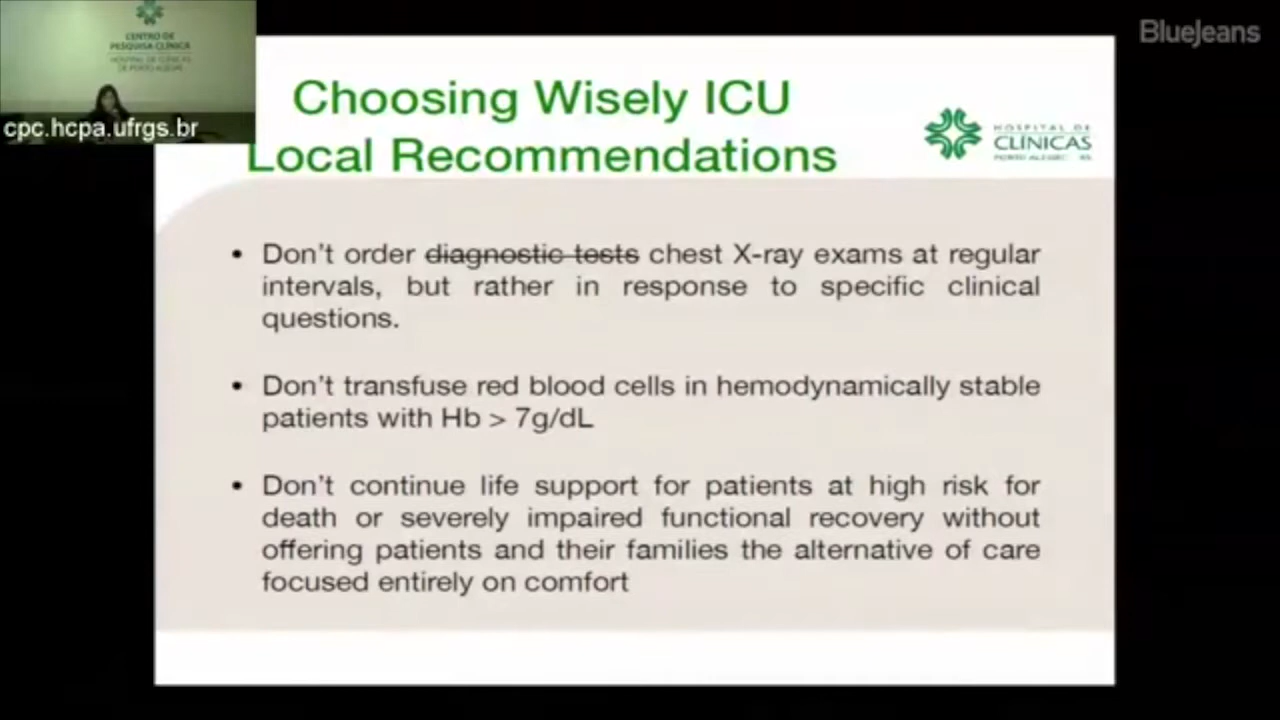 BlueJeans
CENTRO DE
PESQUISA CLÍNICA
HOSPITAL DE CLÍNICAS
DE PORTO ALEGRE
cpc.hcpa.ufrgs.br
Choosing Wisely ICU
Local Recommendations
HOSPITAL DE
CLÍNICAS
PORTO ALEGRE RS
• Don't order diagnostic tests chest X-ray exams at regular
intervals, but rather in response to specific clinical
questions.
• Don't transfuse red blood cells in hemodynamically stable
patients with Hb > 7g/dL
• Don't continue life support for patients at high risk for
death or severely impaired functional recovery without
offering patients and their families the alternative of care
focused entirely on comfort